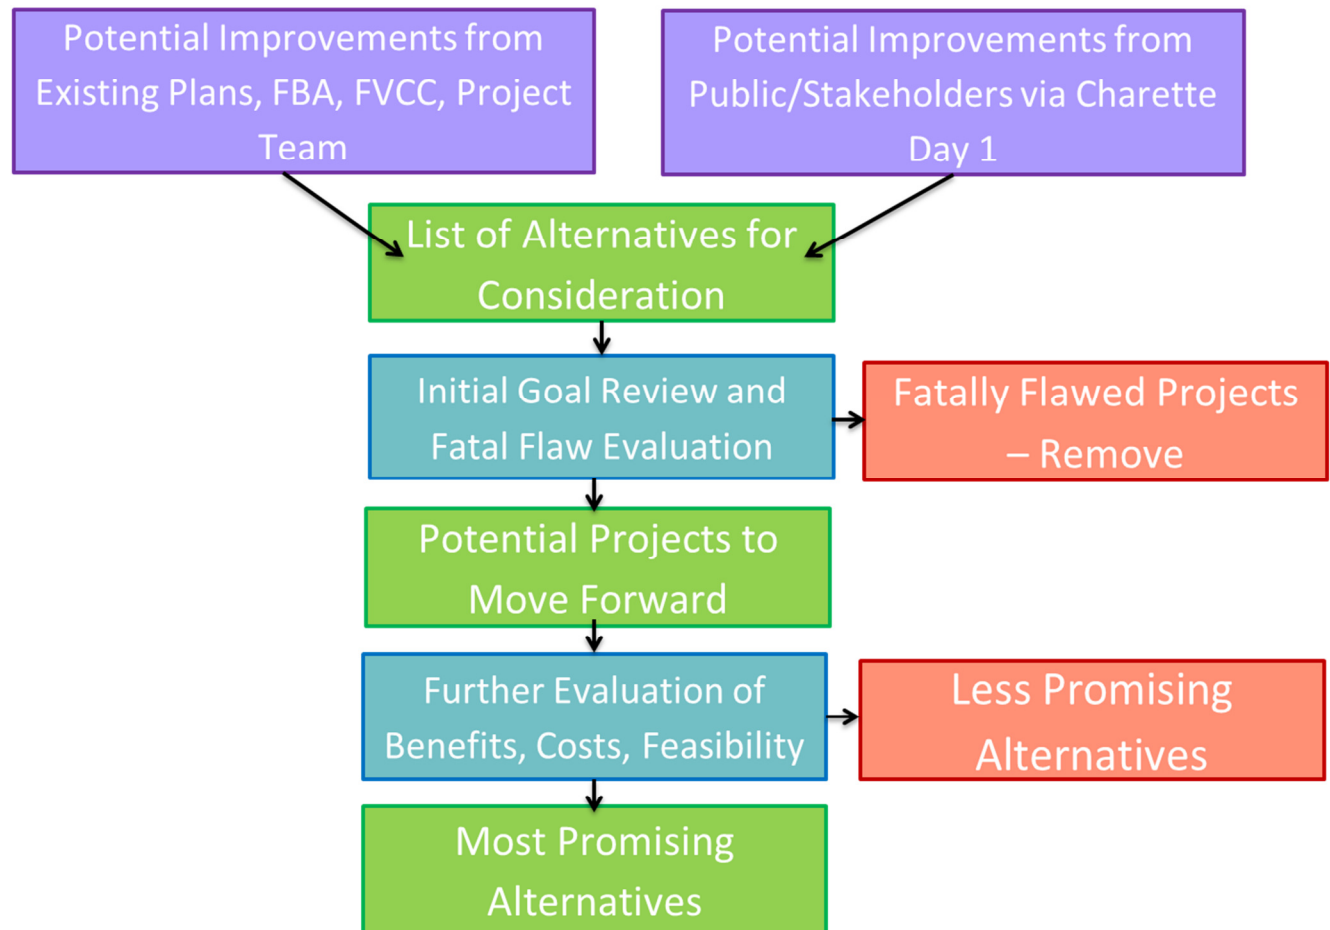 Potential Improvements from
Existing Plans, FBA, FVCC, Project
Team
Potential Improvements from
Public/Stakeholders via Charette
Day 1
List of Alternatives for
Consideration
Initial Goal Review and
Fatal Flaw Evaluation
Fatally Flawed Projects
– Remove
Potential Projects to
Move Forward
Further Evaluation of
Benefits, Costs, Feasibility
Less Promising
Alternatives
Most Promising
Alternatives